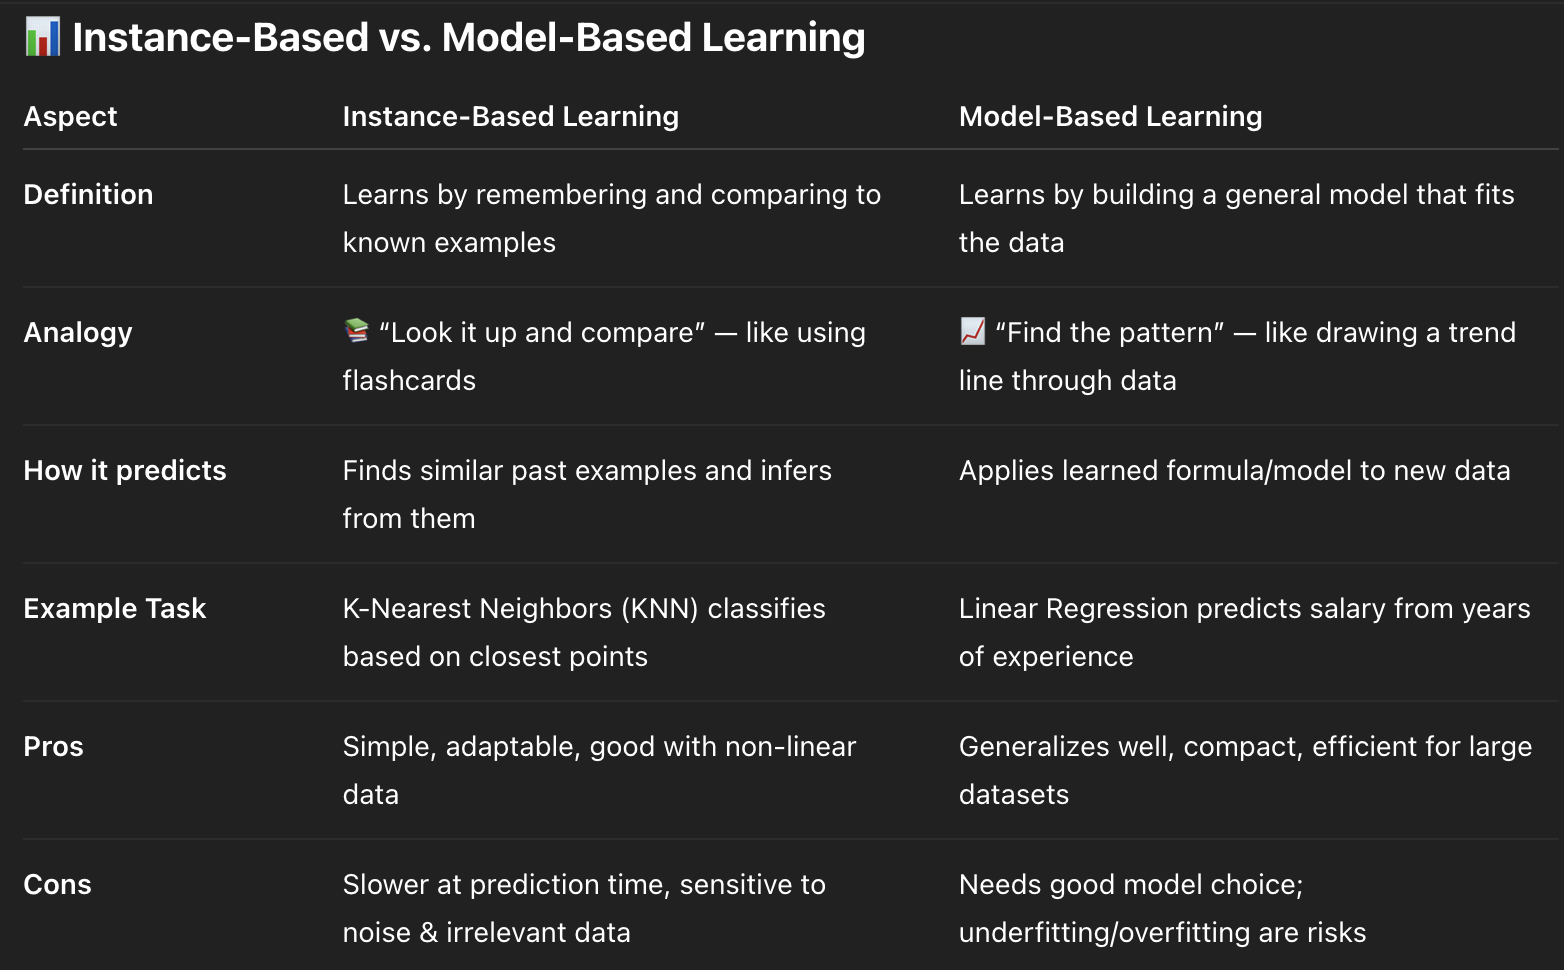 📊 Instance-Based vs. Model-Based Learning
Aspect Instance-Based Learning Model-Based Learning
Definition Learns by remembering and comparing to Learns by building a general model that fits
known examples the data
Analogy 📚 “Look it up and compare” — like using 📈 “Find the pattern” — like drawing a trend
flashcards line through data
How it predicts Finds similar past examples and infers Applies learned formula/model to new data
from them
Example Task K-Nearest Neighbors (KNN) classifies Linear Regression predicts salary from years
based on closest points of experience
Pros Simple, adaptable, good with non-linear Generalizes well, compact, efficient for large
data datasets
Cons Slower at prediction time, sensitive to Needs good model choice;
noise & irrelevant data underfitting/overfitting are risks